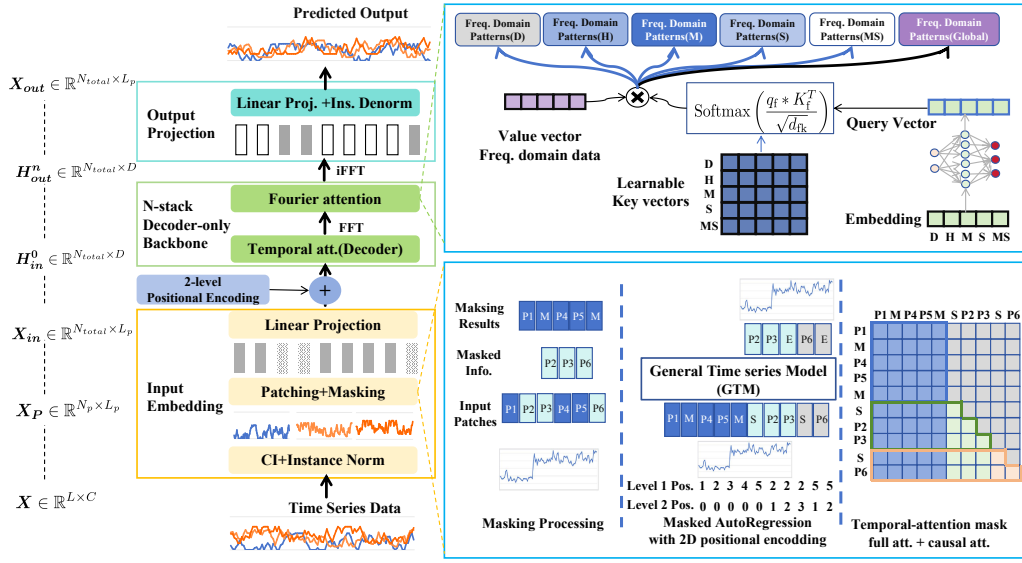 Predicted Output
X_out ∈ ℝ^{N_total×L_p}
Linear Proj. +Ins. Denorm
Output
Projection
iFFT
H^n_out ∈ ℝ^{N_total×D}
Fourier attention
N-stack
Decoder-only
Backbone
FFT
Temporal att.(Decoder)
H^0_in ∈ ℝ^{N_total×D}
2-level
Positional Encoding
+
X_in ∈ ℝ^{N_total×L_p}
Linear Projection
Input
Embedding
Patching+Masking
X_P ∈ ℝ^{N_p×L_p}
CI+Instance Norm
X ∈ ℝ^{L×C}
Time Series Data
Freq. Domain
Patterns(D)
Freq. Domain
Patterns(H)
Freq. Domain
Patterns(M)
Freq. Domain
Patterns(S)
Freq. Domain
Patterns(MS)
Freq. Domain
Patterns(Global)
Value vector
Freq. domain data
Softmax(q_f * K_f^T / √d_fk)
Query Vector
Learnable
Key vectors
D
H
M
S
MS
Embedding
D H M S MS
Maksing
Results
P1 M P4 P5 M
Masked
Info.
P2 P3 P6
Input
Patches
P1 P2 P3 P4 P5 P6
Masking Processing
P2 P3 E P6 E
General Time series Model
(GTM)
P1 M P4 P5 M S P2 P3 S P6
Level 1 Pos. 1 2 3 4 5 2 2 2 5 5
Level 2 Pos. 0 0 0 0 0 1 2 3 1 2
Masked AutoRegression
with 2D positional encodding
P1 M P4 P5 M S P2 P3 S P6
P1
M
P4
P5
M
S
P2
P3
S
P6
Temporal-attention mask
full att. + causal att.